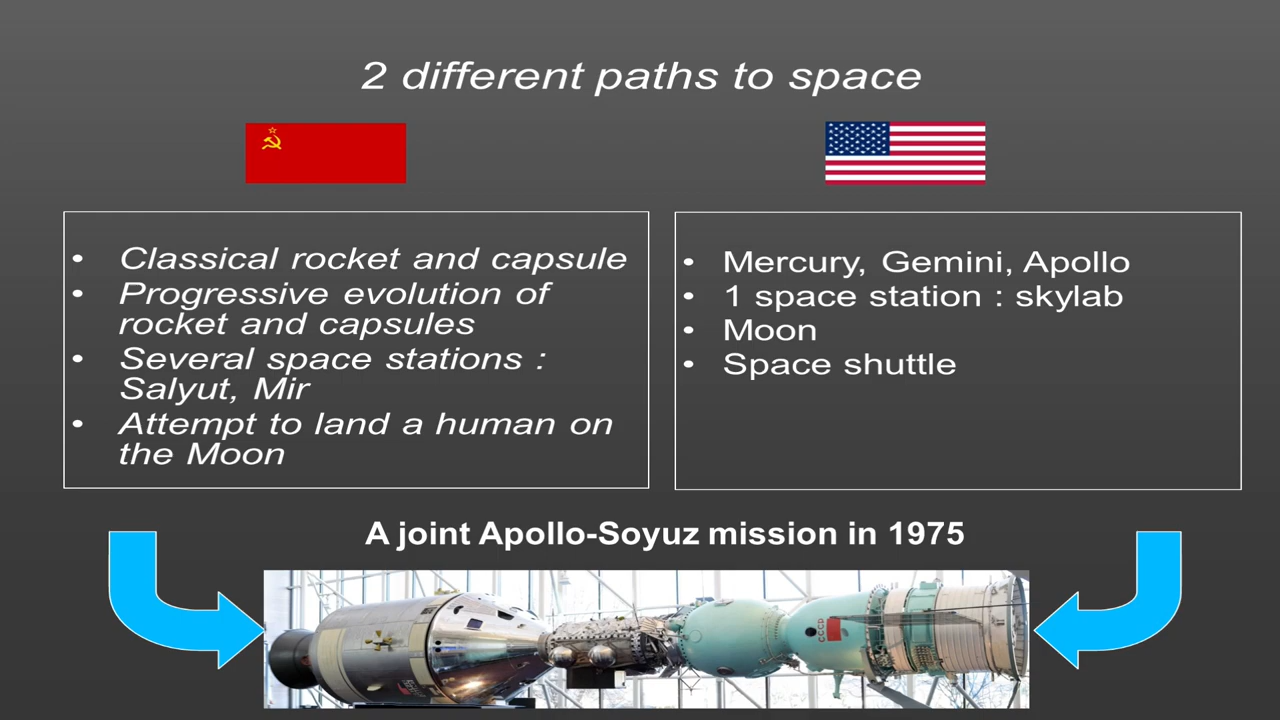 2 different paths to space
• Classical rocket and capsule
• Progressive evolution of
rocket and capsules
• Several space stations :
Salyut, Mir
• Attempt to land a human on
the Moon
• Mercury, Gemini, Apollo
• 1 space station : skylab
• Moon
• Space shuttle
A joint Apollo-Soyuz mission in 1975
CCCP